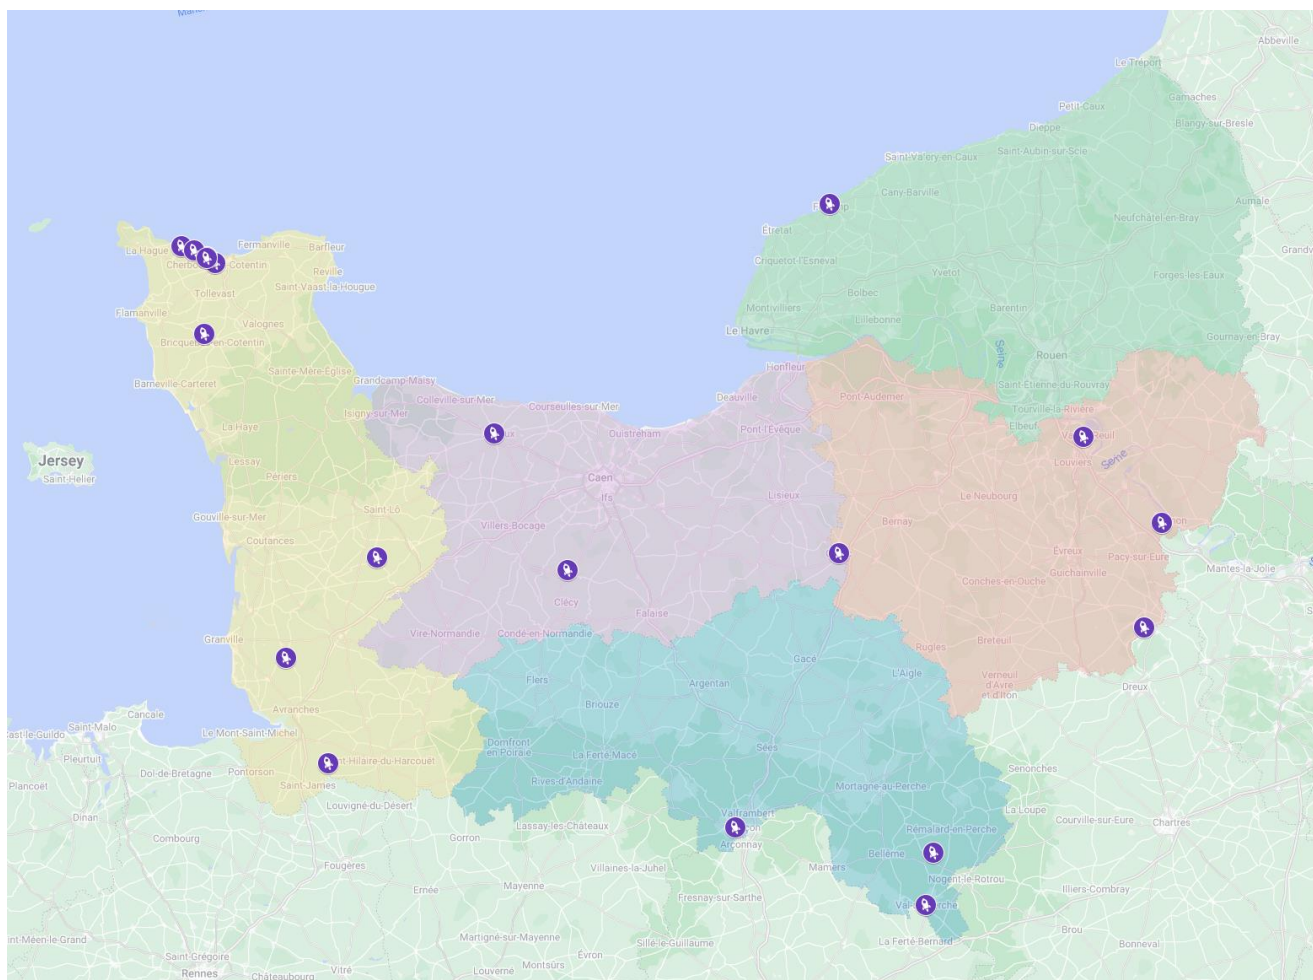 Abbeville
Le Tréport
Gamaches
Petit-Caux
Blangy-sur-Bresle
Dieppe
Saint-Aubin-sur-Scie
Saint-Valery-en-Caux
Cany-Barville
Aumale
Neufchâtel-en-Bray
Étretat
Fermanville
Barfleur
La Hague
Cotentin
Réville
Criquetot-l'Esneval
Yvetot
Forges-les-Eaux
Tollevast
Saint-Vaast-la-Hougue
Bolbec
Montivilliers
Barentin
Flamanville
Valognes
Lillebonne
Le Havre
Gournay-en-Bray
Seine
Rouen
Sainte-Mère-Église
Honfleur
Barneville-Carteret
Grandcamp-Maisy
Saint-Étienne-du-Rouvray
Colleville-sur-Mer
Deauville
Pont-Audemer
Courseulles-sur-Mer
Tourville-la-Rivière
Isigny-sur-Mer
Elbeuf
La Haye
Ouistreham
Pont-l'Évêque
Jersey
Saint-Helier
Lessay
Périers
Caen
Louviers
Seine
Ifs
Lisieux
Le Neubourg
Saint-Lô
Gouville-sur-Mer
Villers-Bocage
Bernay
Coutances
Évreux
Pacy-sur-Eure
Guichainville
Mantes-la-Jolie
Conches-en-Ouche
Clécy
Falaise
Vire-Normandie
Condé-en-Normandie
Granville
Breteuil
Rugles
Gacé
L'Aigle
Verneuil
d'Avre
et d'Iton
Dreux
Flers
Argentan
Briouze
Avranches
Cancale
Saint-Malo
Le Mont-Saint-Michel
Pleurtuit
Domfront
en Poiraie
Sées
La Ferté-Macé
Dol-de-Bretagne
Pontorson
Senonches
Plancoët
Saint-James
Rives-d'Andaine
Mortagne-au-Perche
Louvigné-du-Désert
La Loupe
Dinan
Valframbert
Courville-sur-Eure
Chartres
Lassay-les-Châteaux
Rémalard-en-Perche
Combourg
Gorron
Arçonnay
Bellême
Fougères
Villaines-la-Juhel
Mamers
Nogent-le-Rotrou
Ernée
Mayenne
Fresnay-sur-Sarthe
Illiers-Combray
Brou
Martigné-sur-Mayenne
La Ferté-Bernard
Sillé-le-Guillaume
Bonneval
Saint-Grégoire
Évron
Montsûrs
Rennes
Vitré
Louverne
Châteaubourg